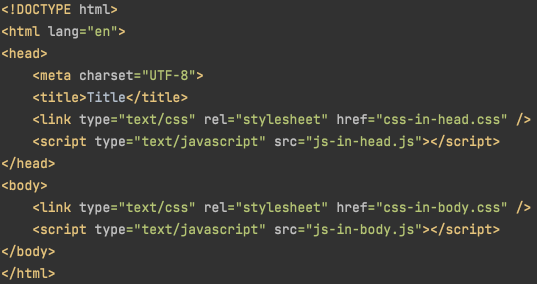 <!DOCTYPE html>
<html lang="en">
<head>
    <meta charset="UTF-8">
    <title>Title</title>
    <link type="text/css" rel="stylesheet" href="css-in-head.css" />
    <script type="text/javascript" src="js-in-head.js"></script>
</head>
<body>
    <link type="text/css" rel="stylesheet" href="css-in-body.css" />
    <script type="text/javascript" src="js-in-body.js"></script>
</body>
</html>